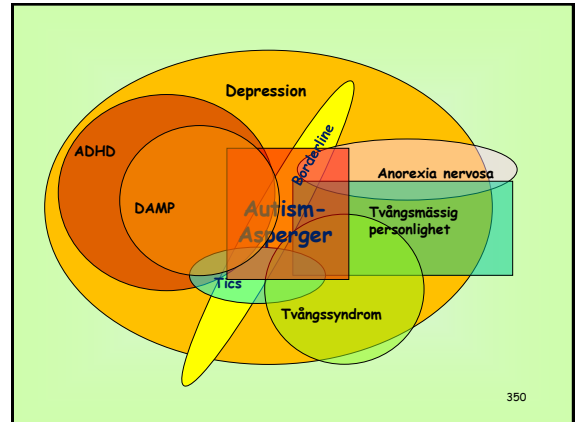 Depression
ADHD
Borderline
Anorexia nervosa
DAMP
Autism-
Asperger
Tvångsmässig
personlighet
Tics
Tvångssyndrom
350